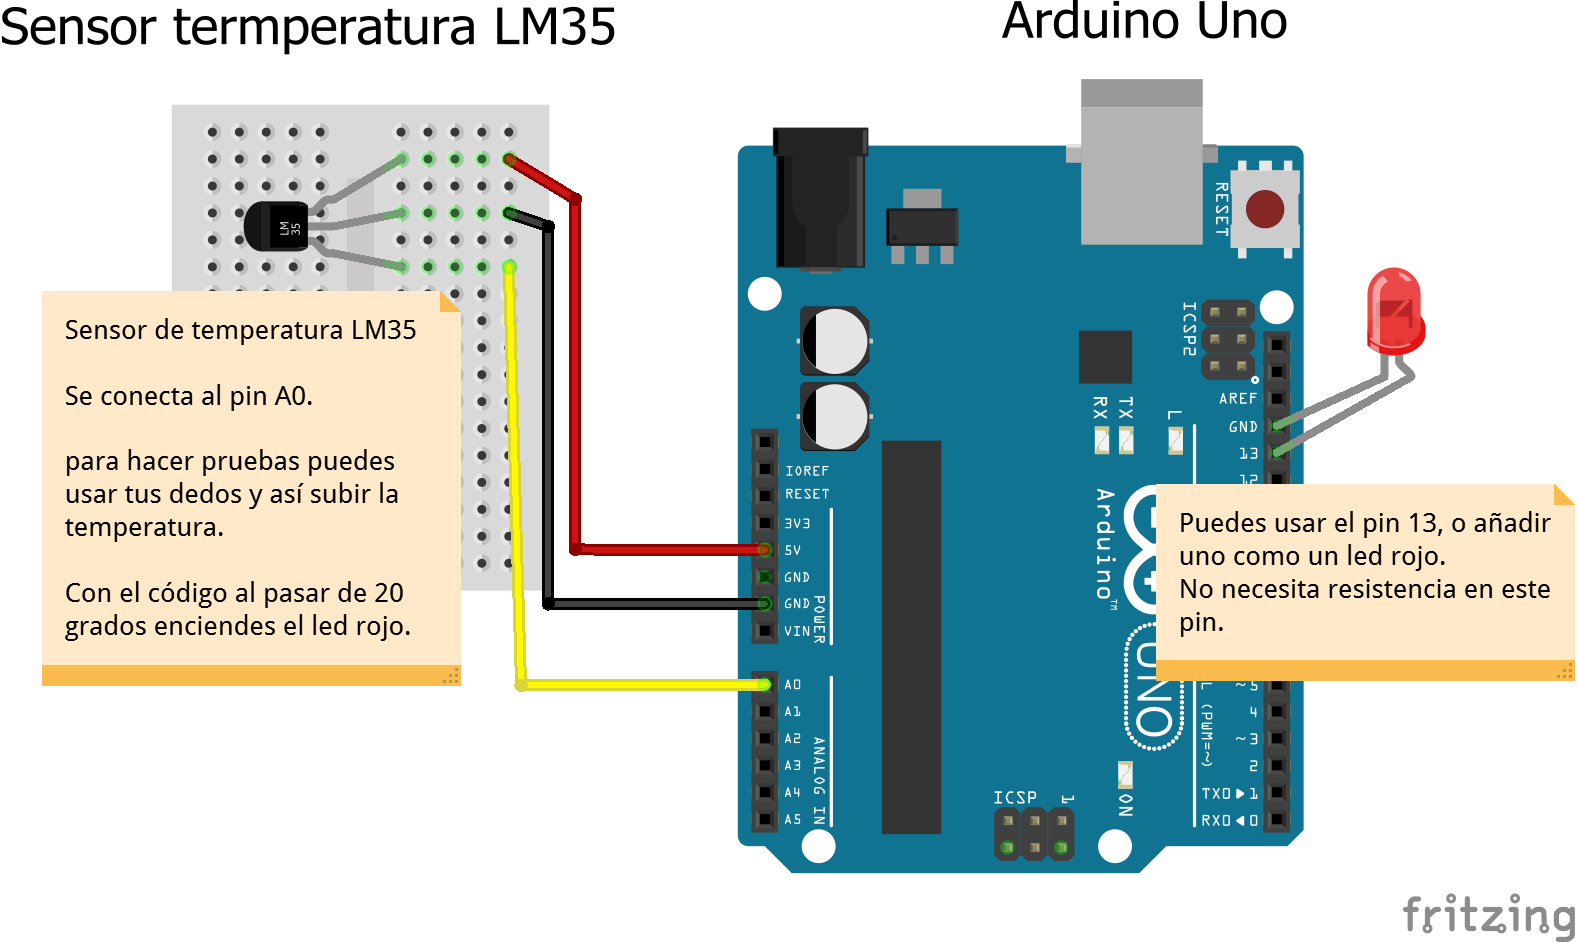 Sensor termperatura LM35
Arduino Uno
LM
35
Sensor de temperatura LM35
Se conecta al pin A0.
para hacer pruebas puedes
usar tus dedos y así subir la
temperatura.
Con el código al pasar de 20
grados enciendes el led rojo.
RESET
ICSP2
AREF
GND
13
12
RX
TX
L
IOREF
RESET
3V3
5V
GND
GND
VIN
POWER
A0
A1
A2
A3
A4
A5
ANALOG IN
Arduino™
UNO
Puedes usar el pin 13, o añadir
uno como un led rojo.
No necesita resistencia en este
pin.
~5
4
~3
2
TX0▶1
RX0◀0
(PWM=~)
ICSP
1
ON
fritzing